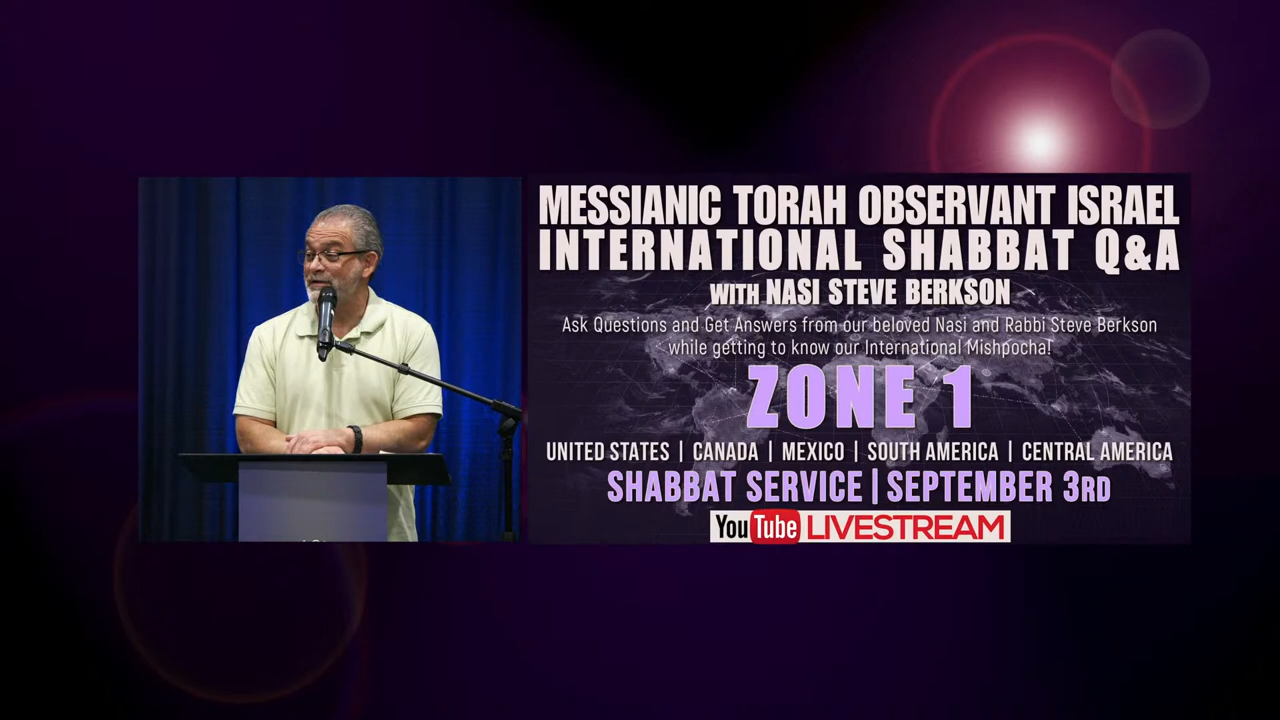 MESSIANIC TORAH OBSERVANT ISRAEL
INTERNATIONAL SHABBAT Q&A
WITH NASI STEVE BERKSON
Ask Questions and Get Answers from our beloved Nasi and Rabbi Steve Berkson
while getting to know our International Mishpocha!
ZONE 1
UNITED STATES | CANADA | MEXICO | SOUTH AMERICA | CENTRAL AMERICA
SHABBAT SERVICE | SEPTEMBER 3RD
YouTube LIVESTREAM